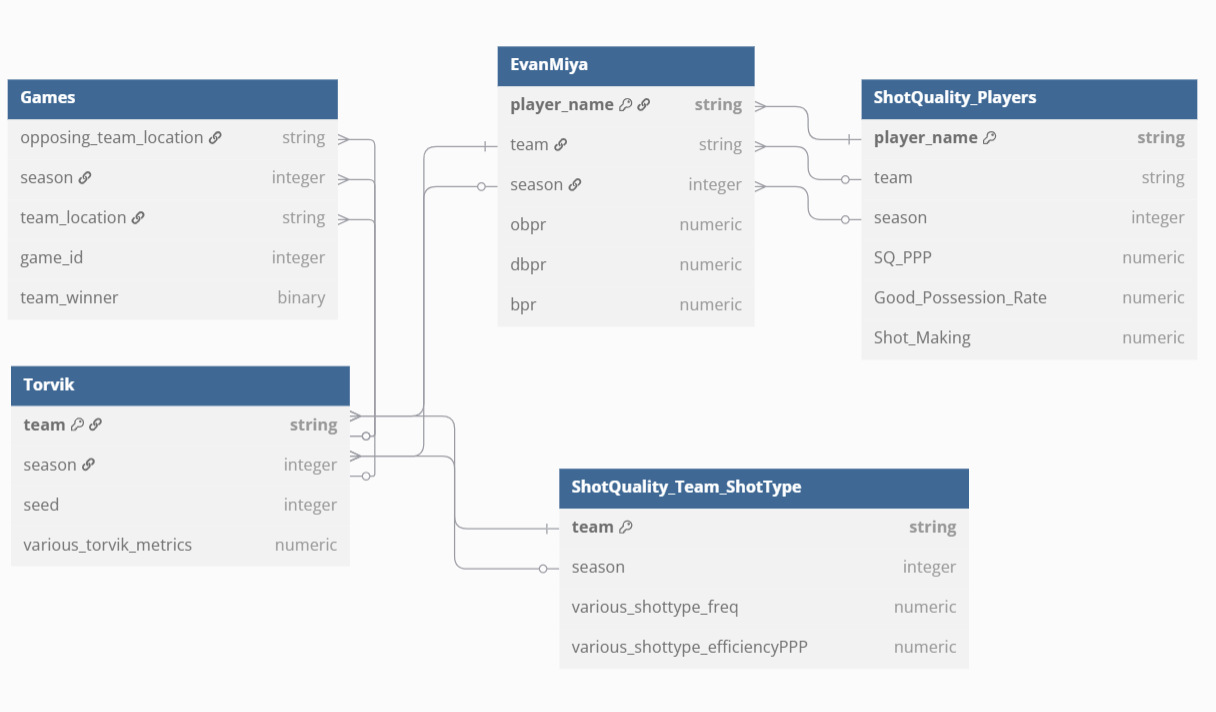 Games
opposing_team_location string
season integer
team_location string
game_id integer
team_winner binary
Torvik
team string
season integer
seed integer
various_torvik_metrics numeric
EvanMiya
player_name string
team string
season integer
obpr numeric
dbpr numeric
bpr numeric
ShotQuality_Players
player_name string
team string
season integer
SQ_PPP numeric
Good_Possession_Rate numeric
Shot_Making numeric
ShotQuality_Team_ShotType
team string
season integer
various_shottype_freq numeric
various_shottype_efficiencyPPP numeric